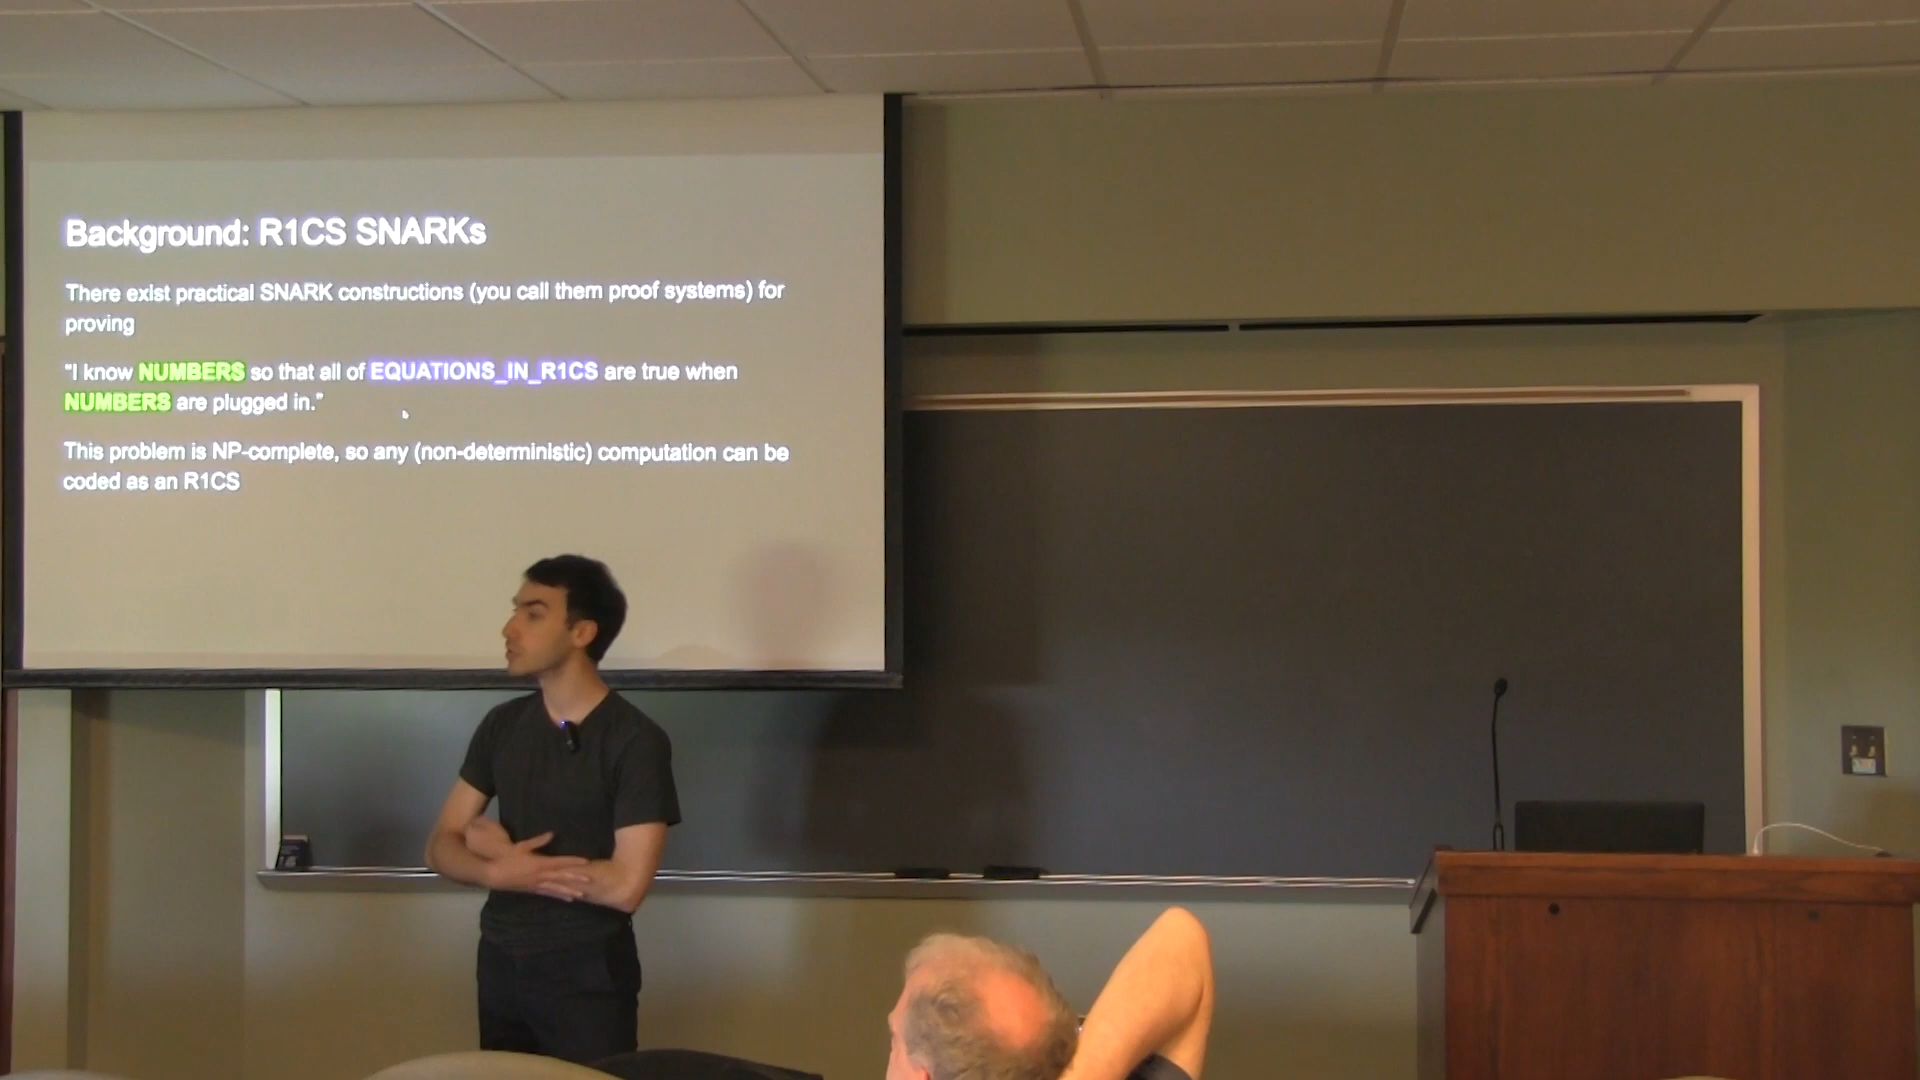 Background: R1CS SNARKs
There exist practical SNARK constructions (you call them proof systems) for
proving
"I know NUMBERS so that all of EQUATIONS_IN_R1CS are true when
NUMBERS are plugged in."
This problem is NP-complete, so any (non-deterministic) computation can be
coded as an R1CS